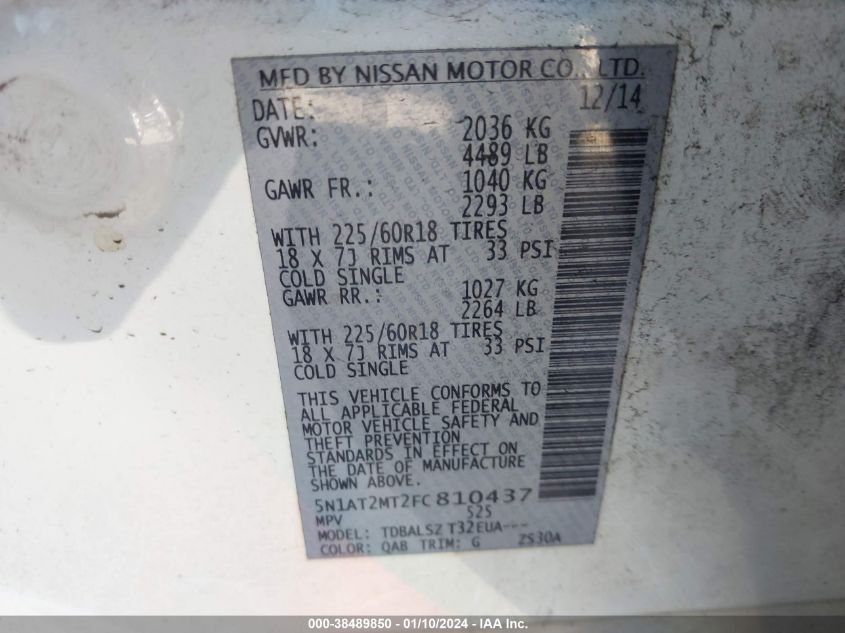 MFD BY NISSAN MOTOR CO., LTD.
DATE: 12/14
GVWR: 2036 KG
4489 LB
GAWR FR.: 1040 KG
2293 LB
WITH 225/60R18 TIRES
18 X 7J RIMS AT 33 PSI
COLD SINGLE
GAWR RR.: 1027 KG
2264 LB
WITH 225/60R18 TIRES
18 X 7J RIMS AT 33 PSI
COLD SINGLE
THIS VEHICLE CONFORMS TO
ALL APPLICABLE FEDERAL
MOTOR VEHICLE SAFETY AND
THEFT PREVENTION
STANDARDS IN EFFECT ON
THE DATE OF MANUFACTURE
SHOWN ABOVE.
5N1AT2MT2FC810437
MPV 525
MODEL: TDBALSZ T32EUA---
COLOR: QAB TRIM: G ZS30A
000-38489850 - 01/10/2024 - IAA Inc.